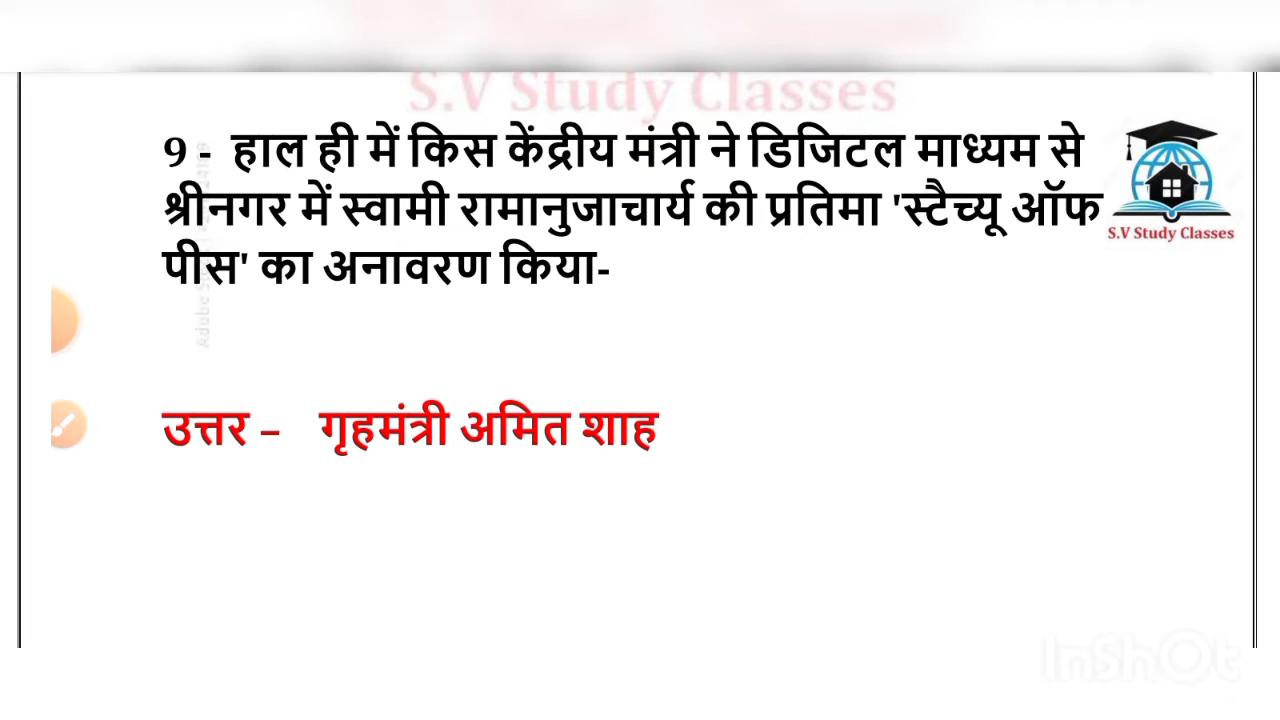 S.V Study Classes
9 - हाल ही में किस केंद्रीय मंत्री ने डिजिटल माध्यम से
श्रीनगर में स्वामी रामानुजाचार्य की प्रतिमा 'स्टैच्यू ऑफ
पीस' का अनावरण किया-
S.V Study Classes
उत्तर – गृहमंत्री अमित शाह
InShOt